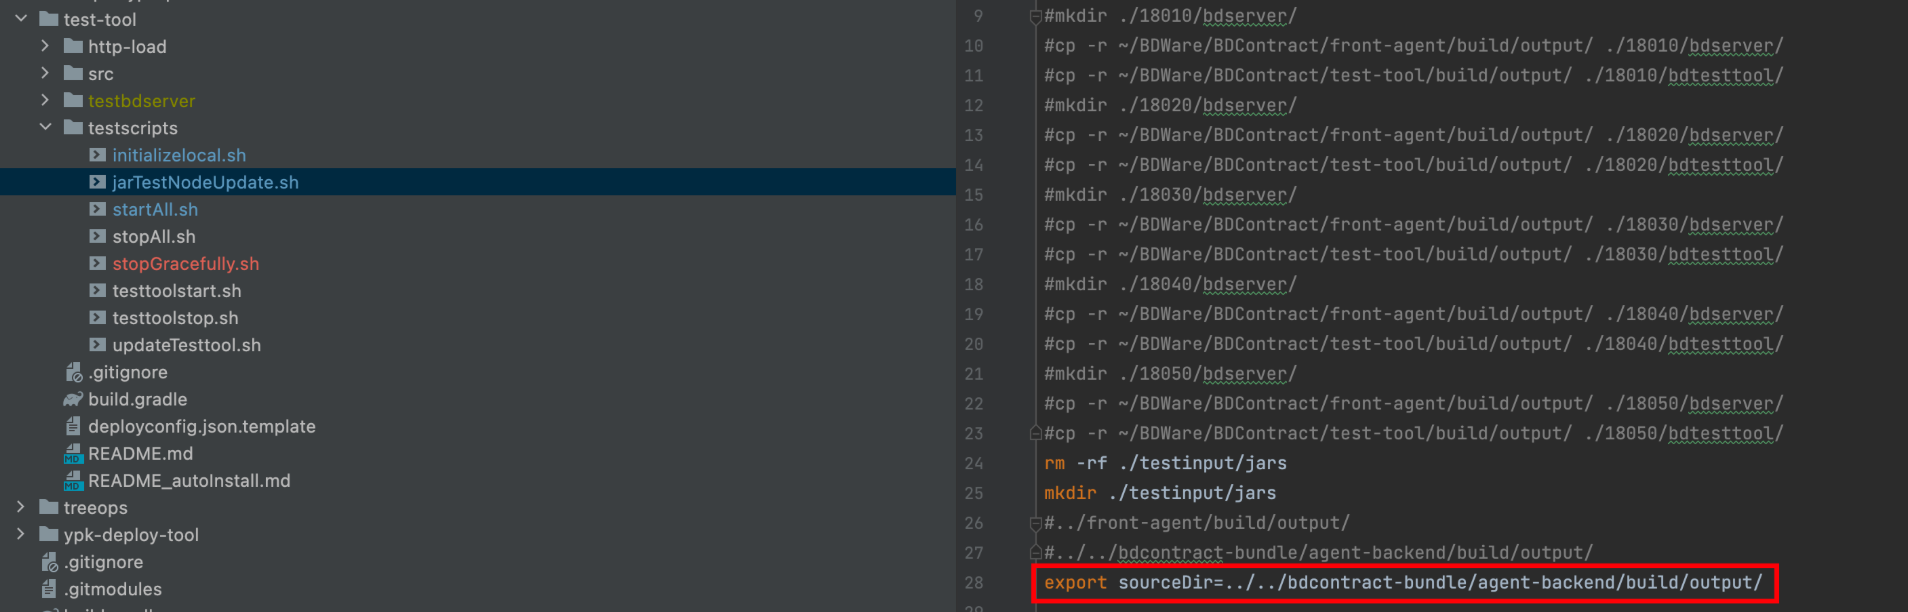 test-tool
http-load
src
testbdserver
testscripts
initializelocal.sh
jarTestNodeUpdate.sh
startAll.sh
stopAll.sh
stopGracefully.sh
testtoolstart.sh
testtoolstop.sh
updateTesttool.sh
.gitignore
build.gradle
deployconfig.json.template
README.md
README_autoInstall.md
treeops
ypk-deploy-tool
.gitignore
.gitmodules
9 #mkdir ./18010/bdserver/
10 #cp -r ~/BDWare/BDContract/front-agent/build/output/ ./18010/bdserver/
11 #cp -r ~/BDWare/BDContract/test-tool/build/output/ ./18010/bdtesttool/
12 #mkdir ./18020/bdserver/
13 #cp -r ~/BDWare/BDContract/front-agent/build/output/ ./18020/bdserver/
14 #cp -r ~/BDWare/BDContract/test-tool/build/output/ ./18020/bdtesttool/
15 #mkdir ./18030/bdserver/
16 #cp -r ~/BDWare/BDContract/front-agent/build/output/ ./18030/bdserver/
17 #cp -r ~/BDWare/BDContract/test-tool/build/output/ ./18030/bdtesttool/
18 #mkdir ./18040/bdserver/
19 #cp -r ~/BDWare/BDContract/front-agent/build/output/ ./18040/bdserver/
20 #cp -r ~/BDWare/BDContract/test-tool/build/output/ ./18040/bdtesttool/
21 #mkdir ./18050/bdserver/
22 #cp -r ~/BDWare/BDContract/front-agent/build/output/ ./18050/bdserver/
23 #cp -r ~/BDWare/BDContract/test-tool/build/output/ ./18050/bdtesttool/
24 rm -rf ./testinput/jars
25 mkdir ./testinput/jars
26 #../front-agent/build/output/
27 #../../bdcontract-bundle/agent-backend/build/output/
28 export sourceDir=../../bdcontract-bundle/agent-backend/build/output/